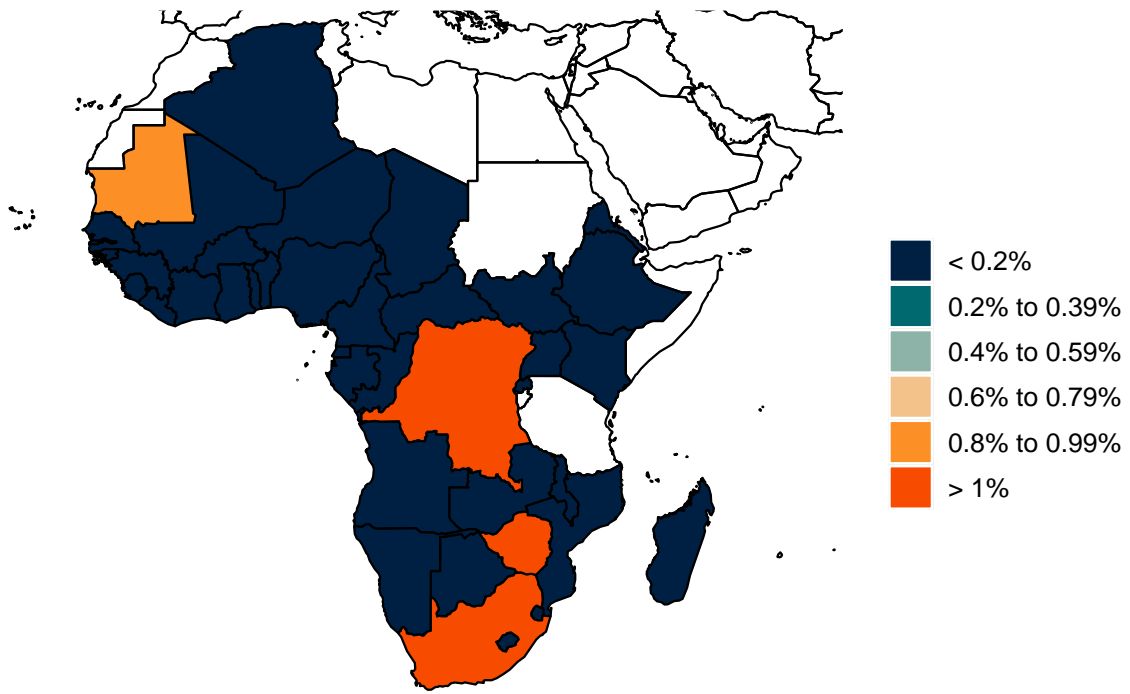 < 0.2%
0.2% to 0.39%
0.4% to 0.59%
0.6% to 0.79%
0.8% to 0.99%
> 1%